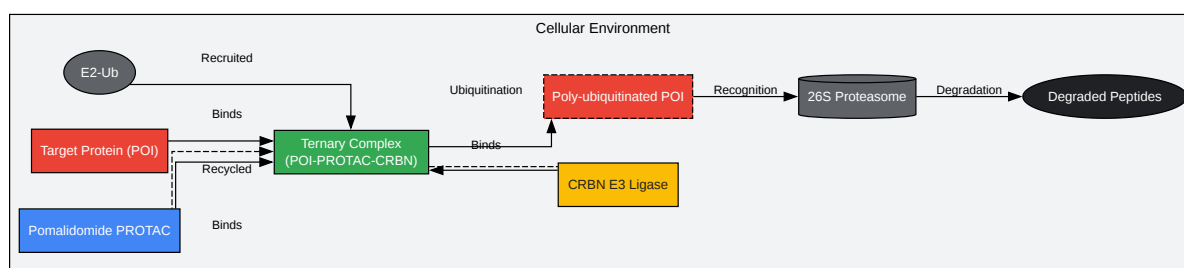 Cellular Environment
E2-Ub
Recruited
Ubiquitination
Poly-ubiquitinated POI
Recognition
26S Proteasome
Degradation
Degraded Peptides
Binds
Target Protein (POI)
Ternary Complex
(POI-PROTAC-CRBN)
Binds
Recycled
CRBN E3 Ligase
Pomalidomide PROTAC
Binds